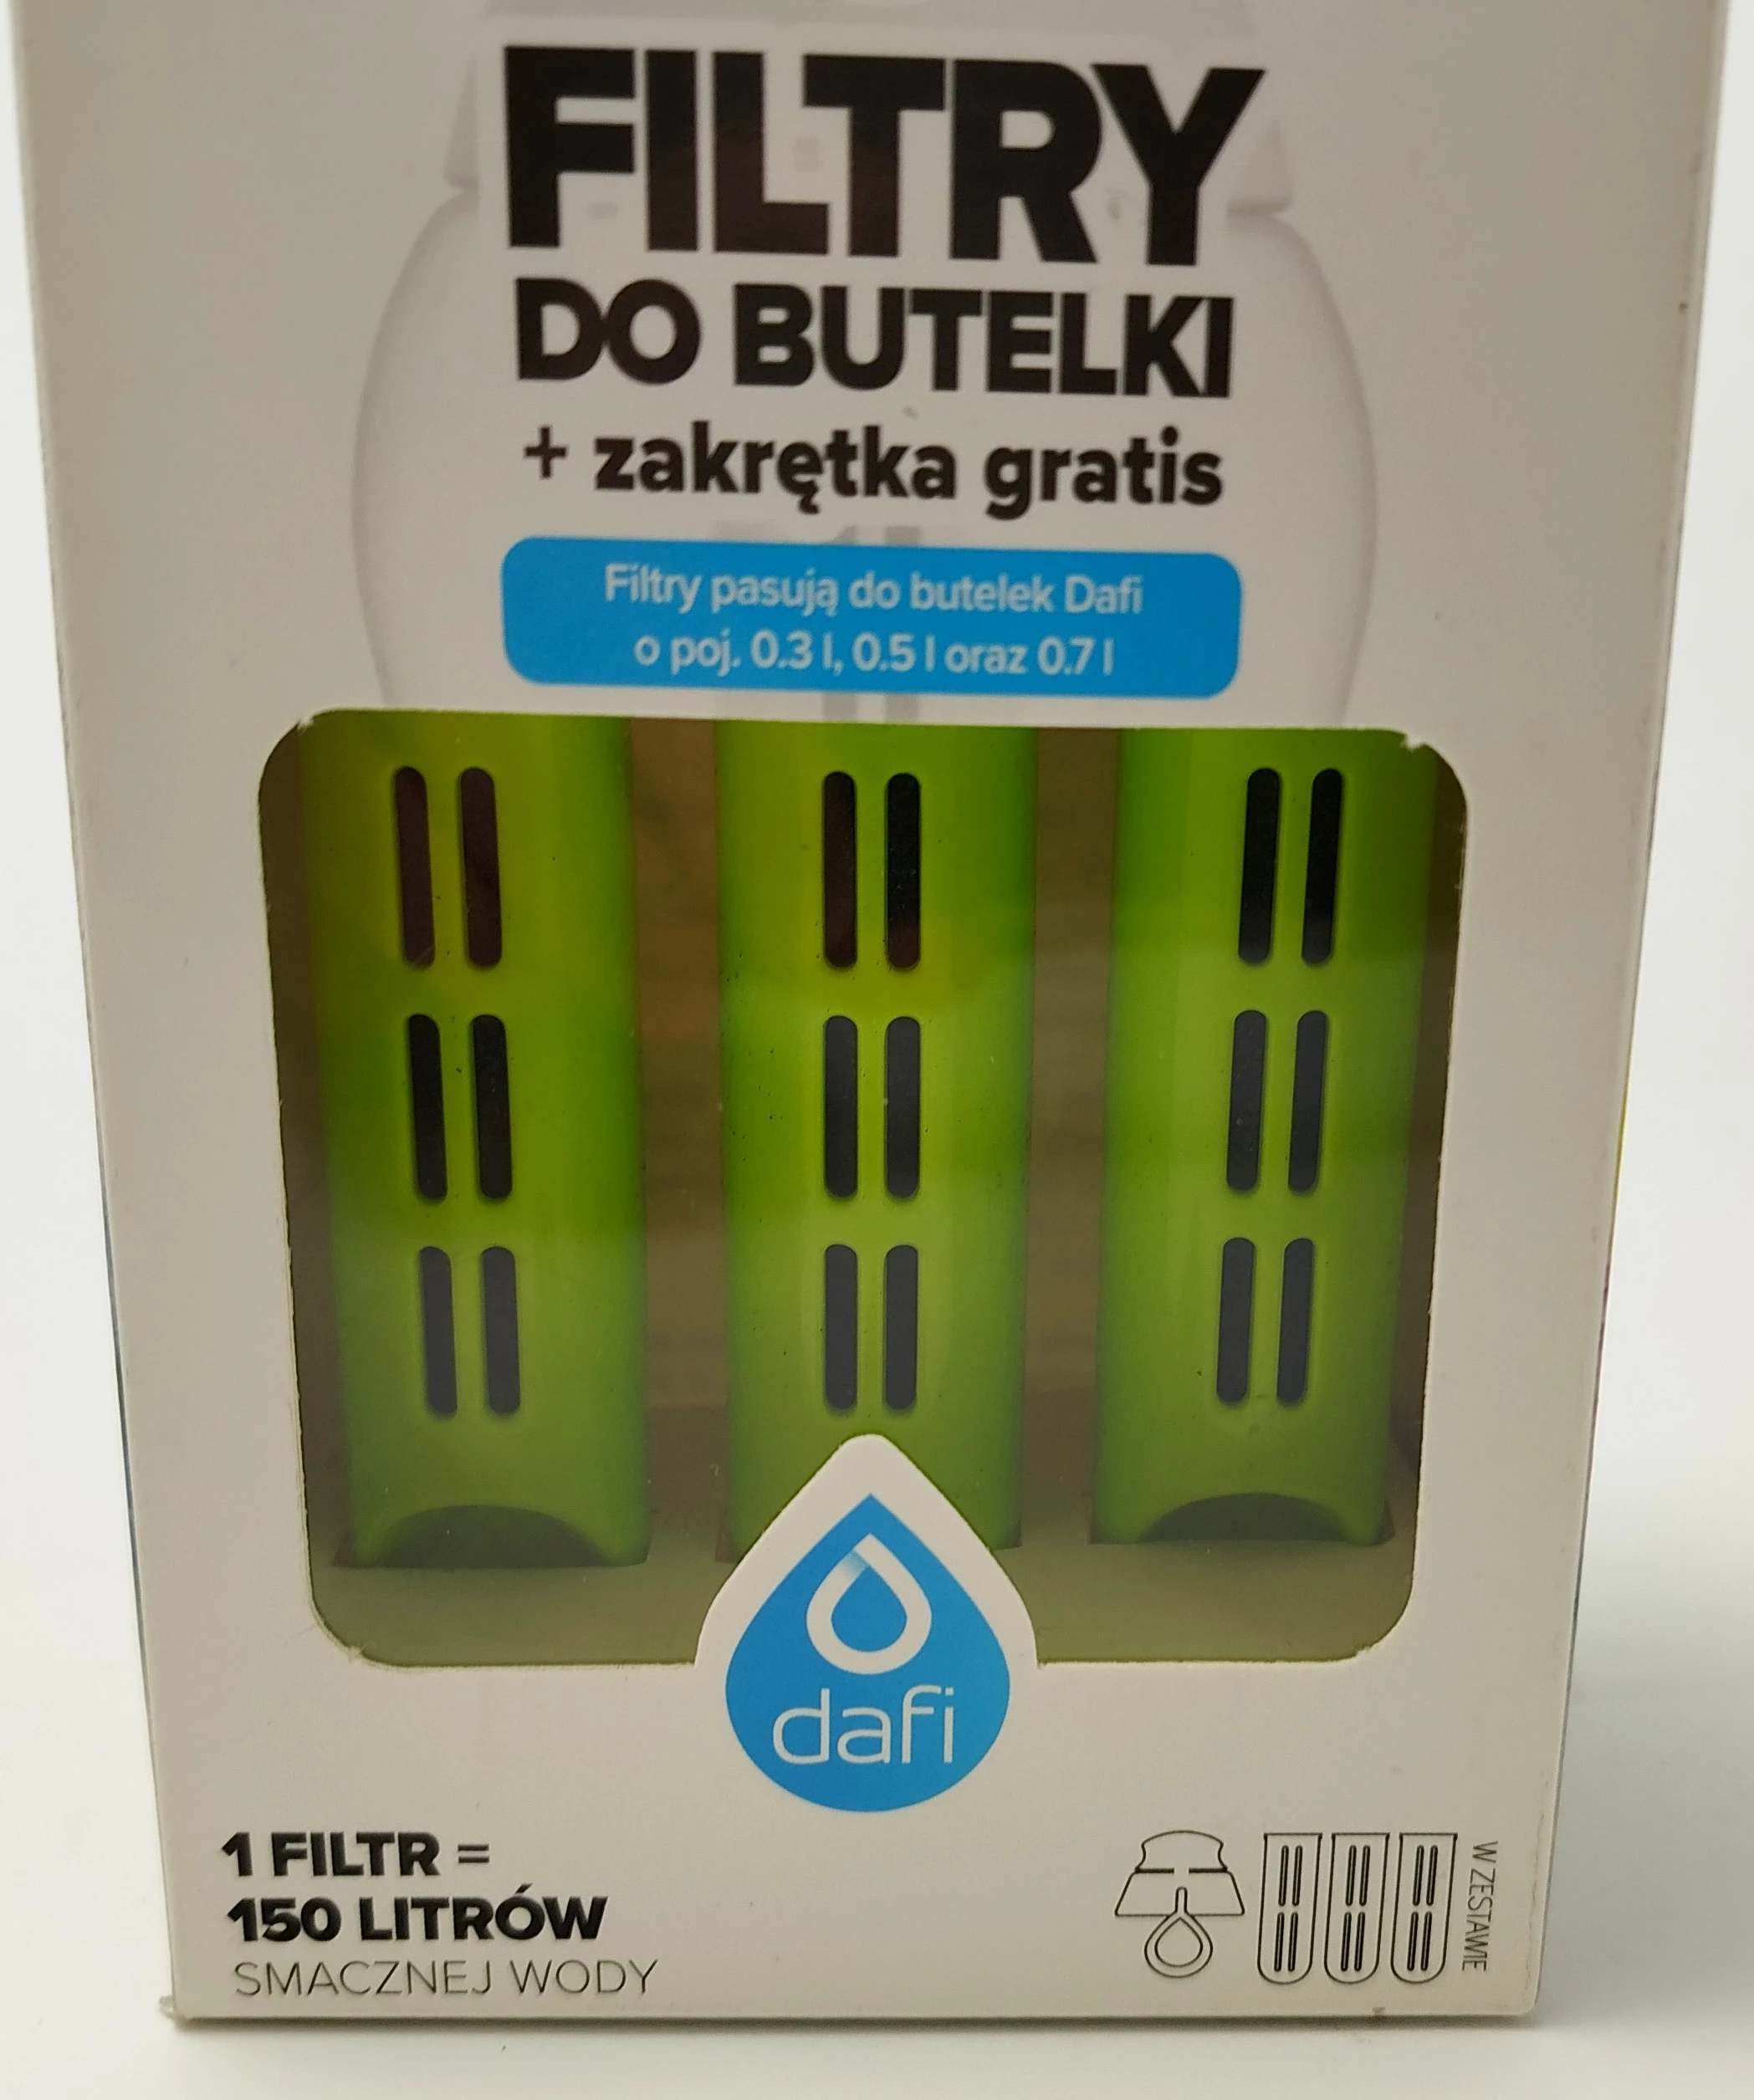 FILTRY
DO BUTELKI
+ zakrętka gratis
Filtry pasują do butelek Dafi
o poj. 0.3 l, 0.5 l oraz 0.7 l
dafi
1 FILTR =
150 LITRÓW
SMACZNEJ WODY
W ZESTAWIE